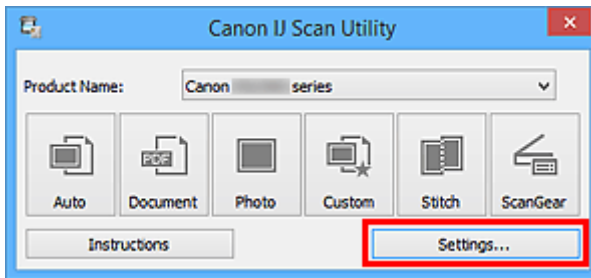 Canon IJ Scan Utility
Product Name: Canon series
PDF
Auto Document Photo Custom Stitch ScanGear
Instructions Settings...